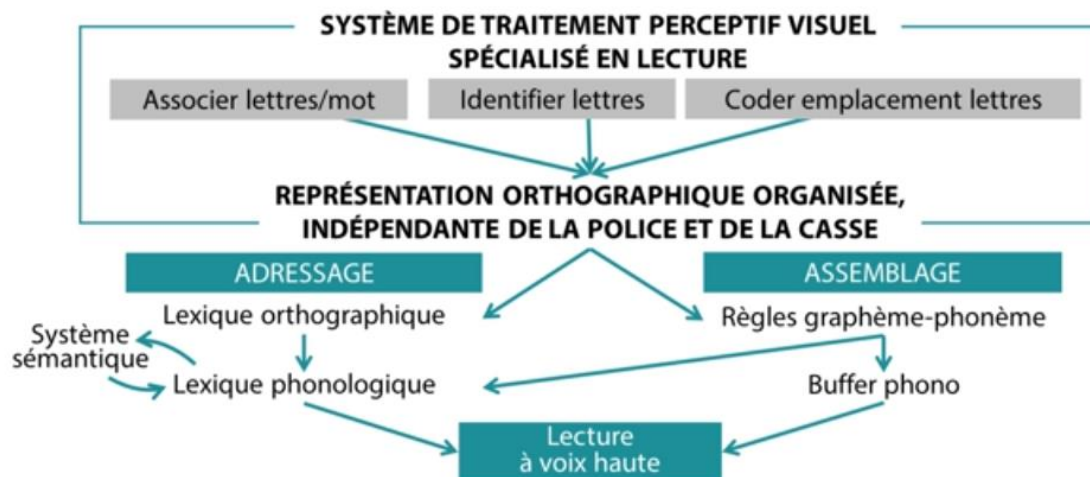 SYSTÈME DE TRAITEMENT PERCEPTIF VISUEL
SPÉCIALISÉ EN LECTURE
Associer lettres/mot
Identifier lettres
Coder emplacement lettres
REPRÉSENTATION ORTHOGRAPHIQUE ORGANISÉE,
INDÉPENDANTE DE LA POLICE ET DE LA CASSE
ADRESSAGE
ASSEMBLAGE
Lexique orthographique
Règles graphème-phonème
Système
sémantique
Lexique phonologique
Buffer phono
Lecture
à voix haute